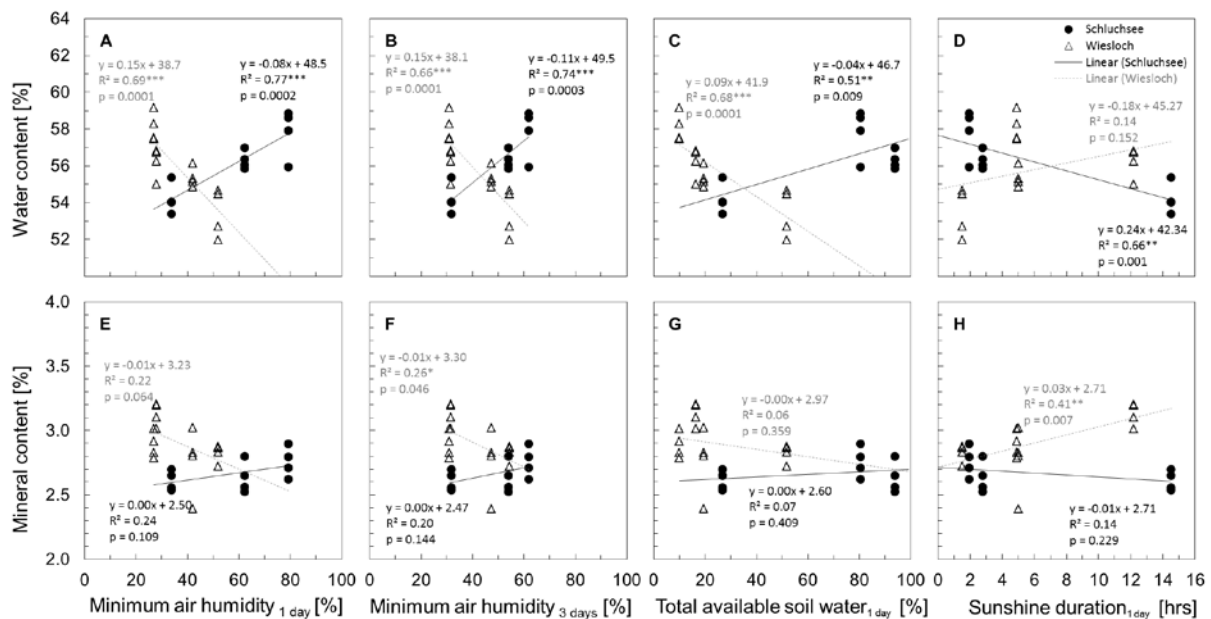 Water content [%]
64
62
60
58
56
54
52
A
y = 0.15x + 38.7
R² = 0.69***
p = 0.0001
y = -0.08x + 48.5
R² = 0.77***
p = 0.0002
B
y = 0.15x + 38.1
R² = 0.66***
p = 0.0001
y = -0.11x + 49.5
R² = 0.74***
p = 0.0003
C
y = 0.09x + 41.9
R² = 0.68***
p = 0.0001
y = -0.04x + 46.7
R² = 0.51**
p = 0.009
D
Schluchsee
Wiesloch
Linear (Schluchsee)
Linear (Wiesloch)
y = -0.18x + 45.27
R² = 0.14
p = 0.152
y = 0.24x + 42.34
R² = 0.66**
p = 0.001
Mineral content [%]
4.0
3.5
3.0
2.5
2.0
E
y = -0.01x + 3.23
R² = 0.22
p = 0.064
y = 0.00x + 2.50
R² = 0.24
p = 0.109
F
y = -0.01x + 3.30
R² = 0.26*
p = 0.046
y = 0.00x + 2.47
R² = 0.20
p = 0.144
G
y = -0.00x + 2.97
R² = 0.06
p = 0.359
y = 0.00x + 2.60
R² = 0.07
p = 0.409
H
y = 0.03x + 2.71
R² = 0.41**
p = 0.007
y = -0.01x + 2.71
R² = 0.14
p = 0.229
0 20 40 60 80 100
0 20 40 60 80 100
0 20 40 60 80 100
0 2 4 6 8 10 12 14 16
Minimum air humidity 1 day [%]
Minimum air humidity 3 days [%]
Total available soil water 1 day [%]
Sunshine duration 1 day [hrs]